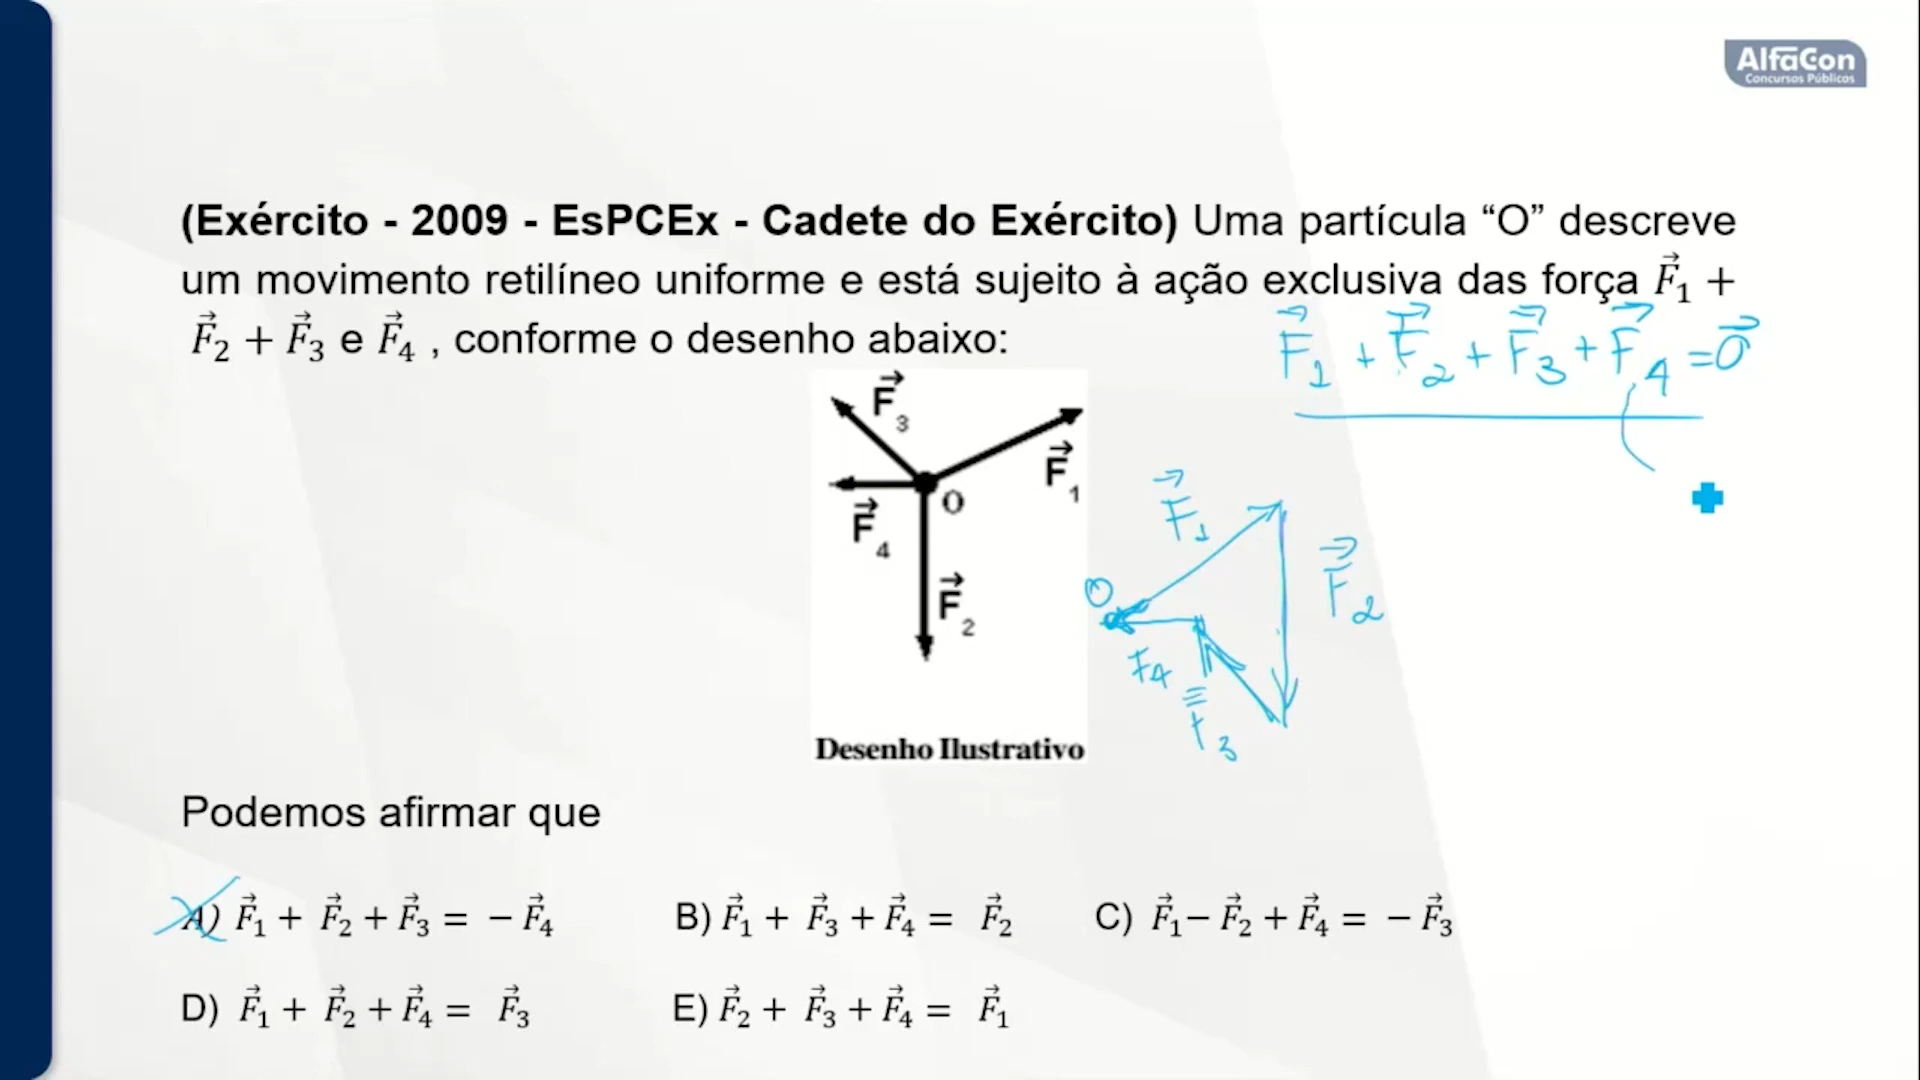 AlfaCon
Concursos Públicos
(Exército - 2009 - EsPCEx - Cadete do Exército) Uma partícula “O” descreve
um movimento retilíneo uniforme e está sujeito à ação exclusiva das força F⃗₁ +
F⃗₂ + F⃗₃ e F⃗₄ , conforme o desenho abaixo:
F⃗₁ + F⃗₂ + F⃗₃ + F⃗₄ = 0⃗
F⃗₃
F⃗₁
O
F⃗₄
F⃗₂
F⃗₁
F⃗₂
O
F₄
F₃
Desenho Ilustrativo
Podemos afirmar que
A) F⃗₁ + F⃗₂ + F⃗₃ = − F⃗₄
B) F⃗₁ + F⃗₃ + F⃗₄ = F⃗₂
C) F⃗₁− F⃗₂ + F⃗₄ = − F⃗₃
D) F⃗₁ + F⃗₂ + F⃗₄ = F⃗₃
E) F⃗₂ + F⃗₃ + F⃗₄ = F⃗₁